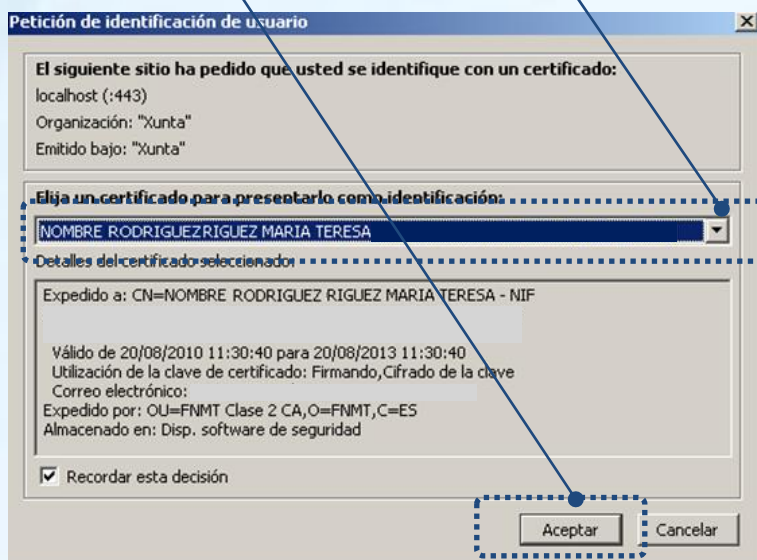 Petición de identificación de usuario
El siguiente sitio ha pedido que usted se identifique con un certificado:
localhost (:443)
Organización: "Xunta"
Emitido bajo: "Xunta"
Elija un certificado para presentarlo como identificación:
NOMBRE RODRIGUEZRIGUEZ MARIA TERESA
Detalles del certificado seleccionado:
Expedido a: CN=NOMBRE RODRIGUEZ RIGUEZ MARIA TERESA - NIF
Válido de 20/08/2010 11:30:40 para 20/08/2013 11:30:40
Utilización de la clave de certificado: Firmando,Cifrado de la clave
Correo electrónico:
Expedido por: OU=FNMT Clase 2 CA,O=FNMT,C=ES
Almacenado en: Disp. software de seguridad
Recordar esta decisión
Aceptar
Cancelar